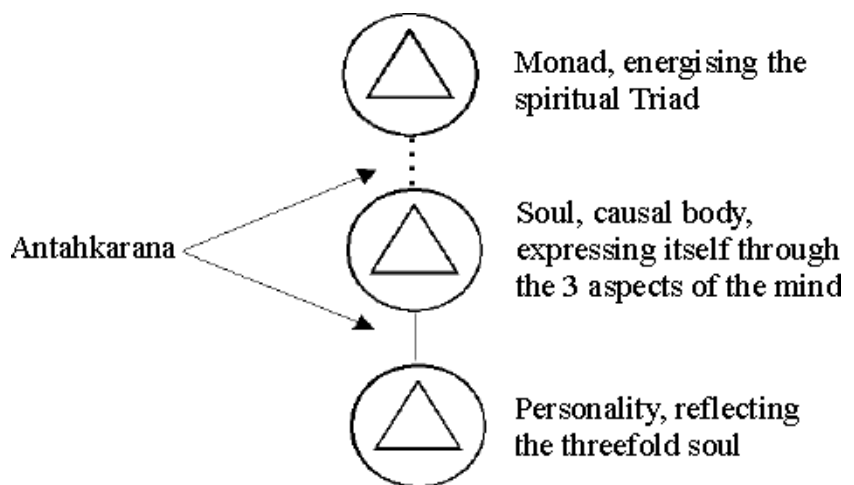 Monad, energising the
spiritual Triad
Antahkarana
Soul, causal body,
expressing itself through
the 3 aspects of the mind
Personality, reflecting
the threefold soul